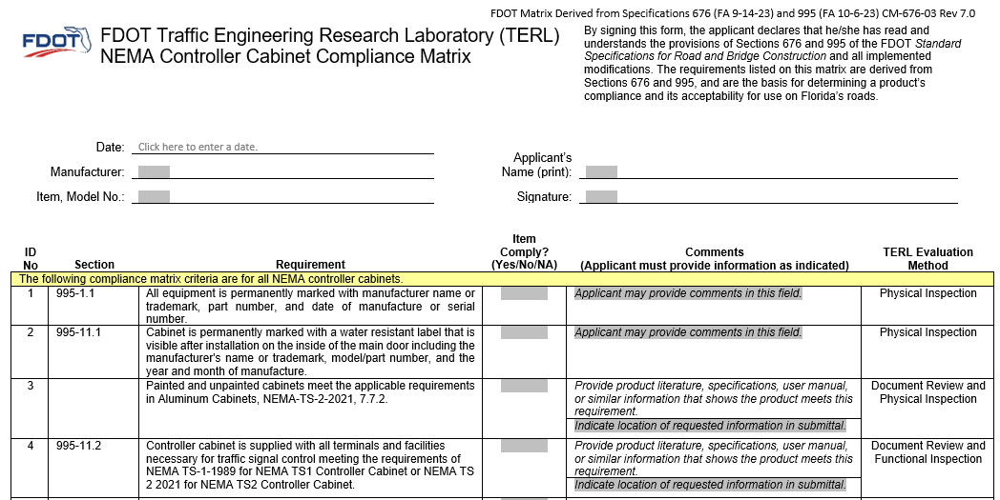 FDOT Matrix Derived from Specifications 676 (FA 9-14-23) and 995 (FA 10-6-23) CM-676-03 Rev 7.0
FDOT
FDOT Traffic Engineering Research Laboratory (TERL)
NEMA Controller Cabinet Compliance Matrix
By signing this form, the applicant declares that he/she has read and
understands the provisions of Sections 676 and 995 of the FDOT Standard
Specifications for Road and Bridge Construction and all implemented
modifications. The requirements listed on this matrix are derived from
Sections 676 and 995, and are the basis for determining a product's
compliance and its acceptability for use on Florida's roads.
Date: Click here to enter a date.
Manufacturer:
Item, Model No.:
Applicant's
Name (print):
Signature:
ID
No
Section
Requirement
Item
Comply?
(Yes/No/NA)
Comments
(Applicant must provide information as indicated)
TERL Evaluation
Method
The following compliance matrix criteria are for all NEMA controller cabinets.
1
995-1.1
All equipment is permanently marked with manufacturer name or
trademark, part number, and date of manufacture or serial
number.
Applicant may provide comments in this field.
Physical Inspection
2
995-11.1
Cabinet is permanently marked with a water resistant label that is
visible after installation on the inside of the main door including the
manufacturer's name or trademark, model/part number, and the
year and month of manufacture.
Applicant may provide comments in this field.
Physical Inspection
3
Painted and unpainted cabinets meet the applicable requirements
in Aluminum Cabinets, NEMA-TS-2-2021, 7.7.2.
Provide product literature, specifications, user manual,
or similar information that shows the product meets this
requirement.
Indicate location of requested information in submittal.
Document Review and
Physical Inspection
4
995-11.2
Controller cabinet is supplied with all terminals and facilities
necessary for traffic signal control meeting the requirements of
NEMA TS-1-1989 for NEMA TS1 Controller Cabinet or NEMA TS
2 2021 for NEMA TS2 Controller Cabinet.
Provide product literature, specifications, user manual,
or similar information that shows the product meets this
requirement.
Indicate location of requested information in submittal.
Document Review and
Functional Inspection